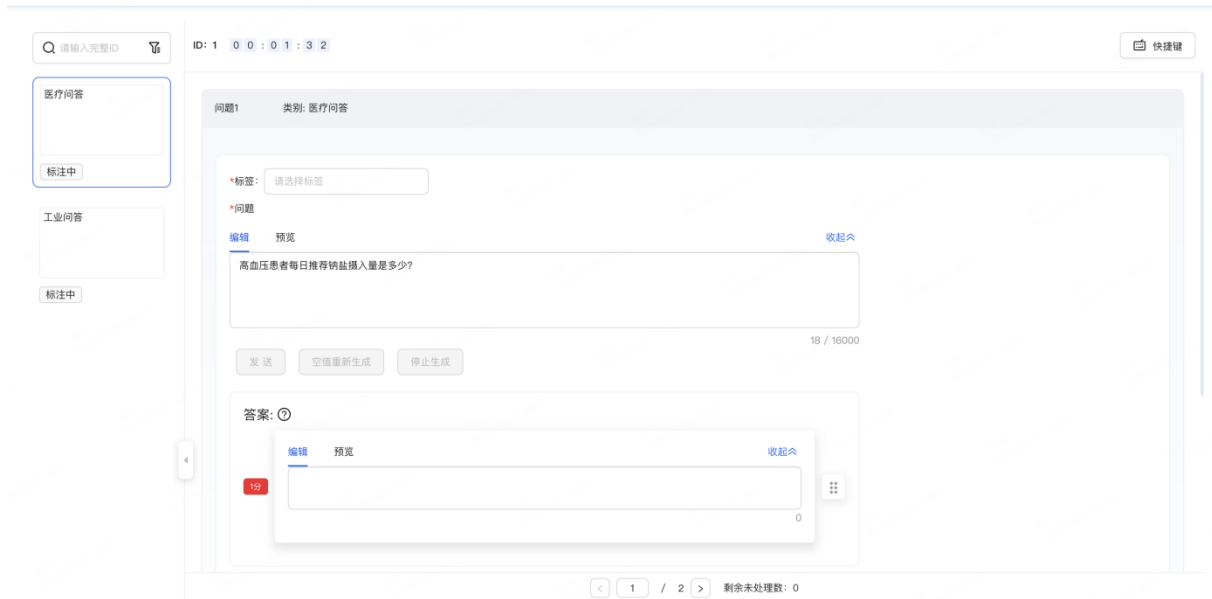 请输入完整ID
ID: 1 00:01:32
快捷键
医疗问答
标注中
工业问答
标注中
问题1 类别: 医疗问答
*标签: 请选择标签
*问题
编辑 预览 收起
高血压患者每日推荐钠盐摄入量是多少?
18 / 16000
发 送 空值重新生成 停止生成
答案:
编辑 预览 收起
1分
0
1 / 2 剩余未处理数: 0